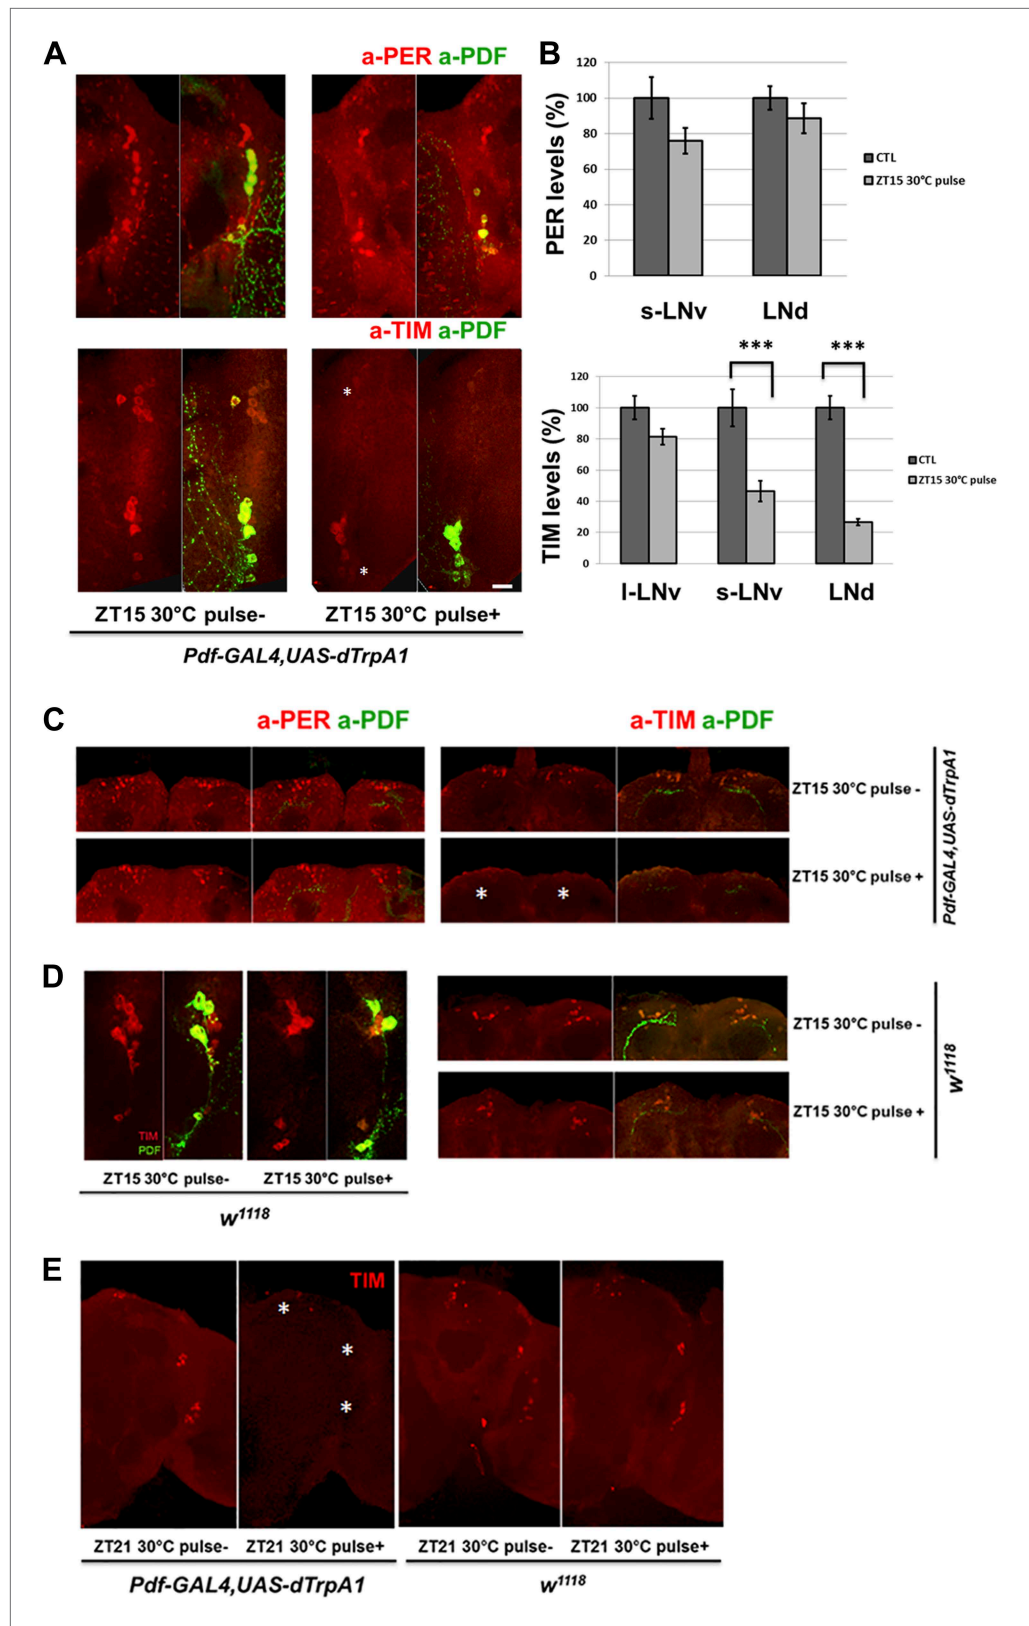 A
a-PER a-PDF
a-TIM a-PDF
*
*
ZT15 30°C pulse-
ZT15 30°C pulse+
Pdf-GAL4,UAS-dTrpA1
B
PER levels (%)
120
100
80
60
40
20
0
s-LNv
LNd
CTL
ZT15 30°C pulse
TIM levels (%)
120
100
80
60
40
20
0
***
***
l-LNv
s-LNv
LNd
CTL
ZT15 30°C pulse
C
a-PER a-PDF
a-TIM a-PDF
ZT15 30°C pulse -
* *
ZT15 30°C pulse +
Pdf-GAL4,UAS-dTrpA1
D
TIM
PDF
ZT15 30°C pulse-
ZT15 30°C pulse+
w1118
ZT15 30°C pulse -
ZT15 30°C pulse +
w1118
E
TIM
*
*
*
ZT21 30°C pulse-
ZT21 30°C pulse+
ZT21 30°C pulse-
ZT21 30°C pulse+
Pdf-GAL4,UAS-dTrpA1
w1118